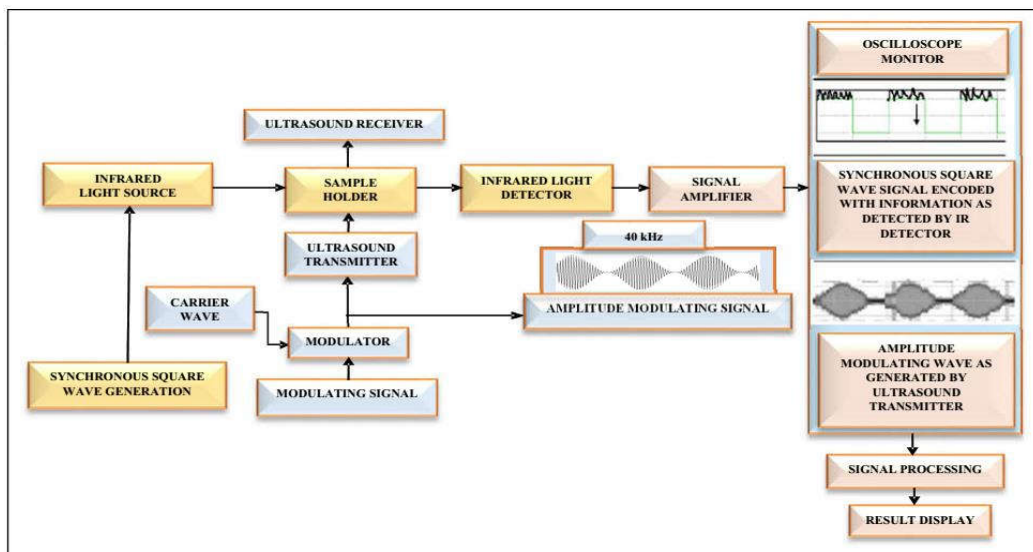 OSCILLOSCOPE
MONITOR
ULTRASOUND RECEIVER
INFRARED
LIGHT SOURCE
SAMPLE
HOLDER
INFRARED LIGHT
DETECTOR
SIGNAL
AMPLIFIER
SYNCHRONOUS SQUARE
WAVE SIGNAL ENCODED
WITH INFORMATION AS
DETECTED BY IR
DETECTOR
ULTRASOUND
TRANSMITTER
40 kHz
CARRIER
WAVE
AMPLITUDE MODULATING SIGNAL
MODULATOR
SYNCHRONOUS SQUARE
WAVE GENERATION
MODULATING SIGNAL
AMPLITUDE
MODULATING WAVE AS
GENERATED BY
ULTRASOUND
TRANSMITTER
SIGNAL PROCESSING
RESULT DISPLAY